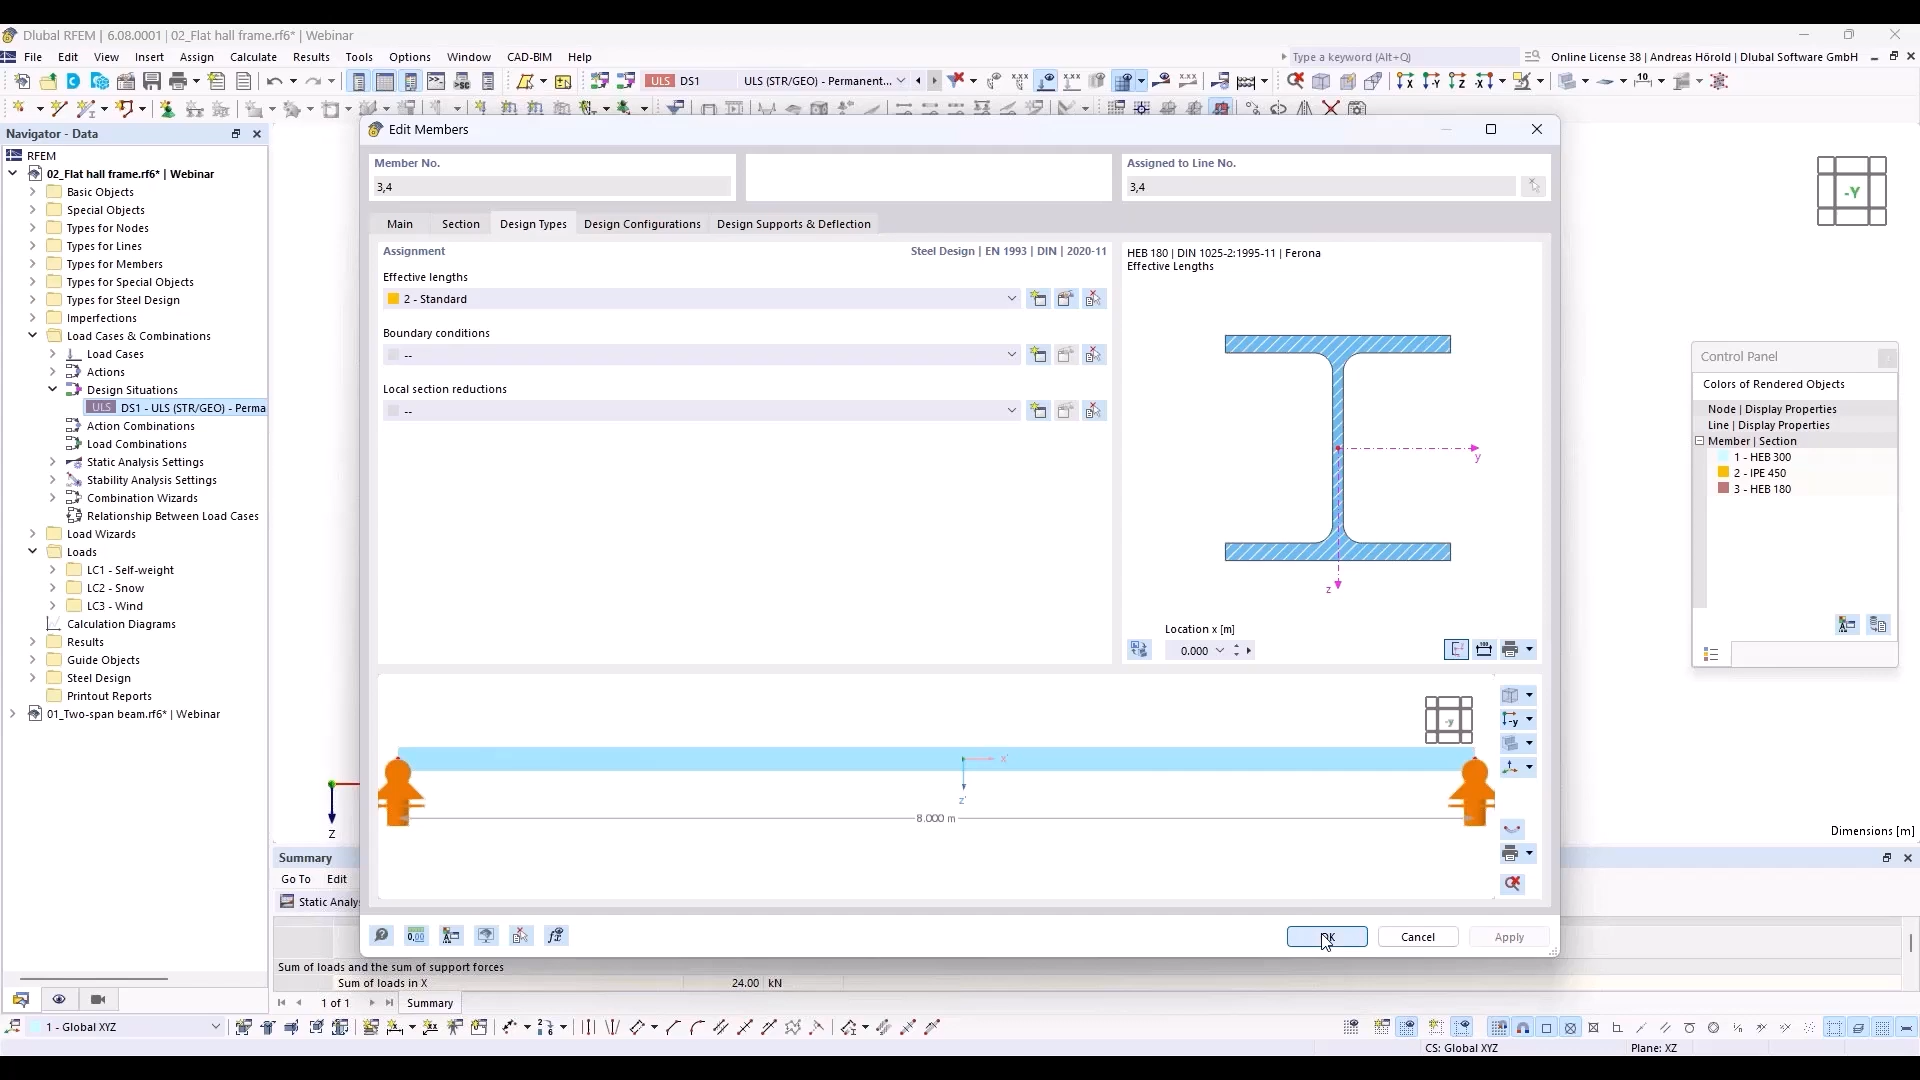 Dlubal RFEM | 6.08.0001 | 02_Flat hall frame.rf6* | Webinar
File Edit View Insert Assign Calculate Results Tools Options Window CAD-BIM Help
Type a keyword (Alt+Q)
Online License 38 | Andreas Hörold | Dlubal Software GmbH
ULS DS1 ULS (STR/GEO) - Permanent...
Navigator - Data
RFEM
02_Flat hall frame.rf6* | Webinar
Basic Objects
Special Objects
Types for Nodes
Types for Lines
Types for Members
Types for Special Objects
Types for Steel Design
Imperfections
Load Cases & Combinations
Load Cases
Actions
Design Situations
ULS DS1 - ULS (STR/GEO) - Perma
Action Combinations
Load Combinations
Static Analysis Settings
Stability Analysis Settings
Combination Wizards
Relationship Between Load Cases
Load Wizards
Loads
LC1 - Self-weight
LC2 - Snow
LC3 - Wind
Calculation Diagrams
Results
Guide Objects
Steel Design
Printout Reports
01_Two-span beam.rf6* | Webinar
Edit Members
Member No.
3,4
Assigned to Line No.
3,4
Main Section Design Types Design Configurations Design Supports & Deflection
Assignment
Steel Design | EN 1993 | DIN | 2020-11
Effective lengths
2 - Standard
Boundary conditions
--
Local section reductions
--
HEB 180 | DIN 1025-2:1995-11 | Ferona
Effective Lengths
y
z
Location x [m]
0.000
-y
x'
z'
8.000 m
OK Cancel Apply
-Y
Control Panel
Colors of Rendered Objects
Node | Display Properties
Line | Display Properties
Member | Section
1 - HEB 300
2 - IPE 450
3 - HEB 180
Z
Dimensions [m]
Summary
Go To Edit
Static Analys
Sum of loads and the sum of support forces
Sum of loads in X 24.00 kN
1 of 1 Summary
1 - Global XYZ
CS: Global XYZ Plane: XZ